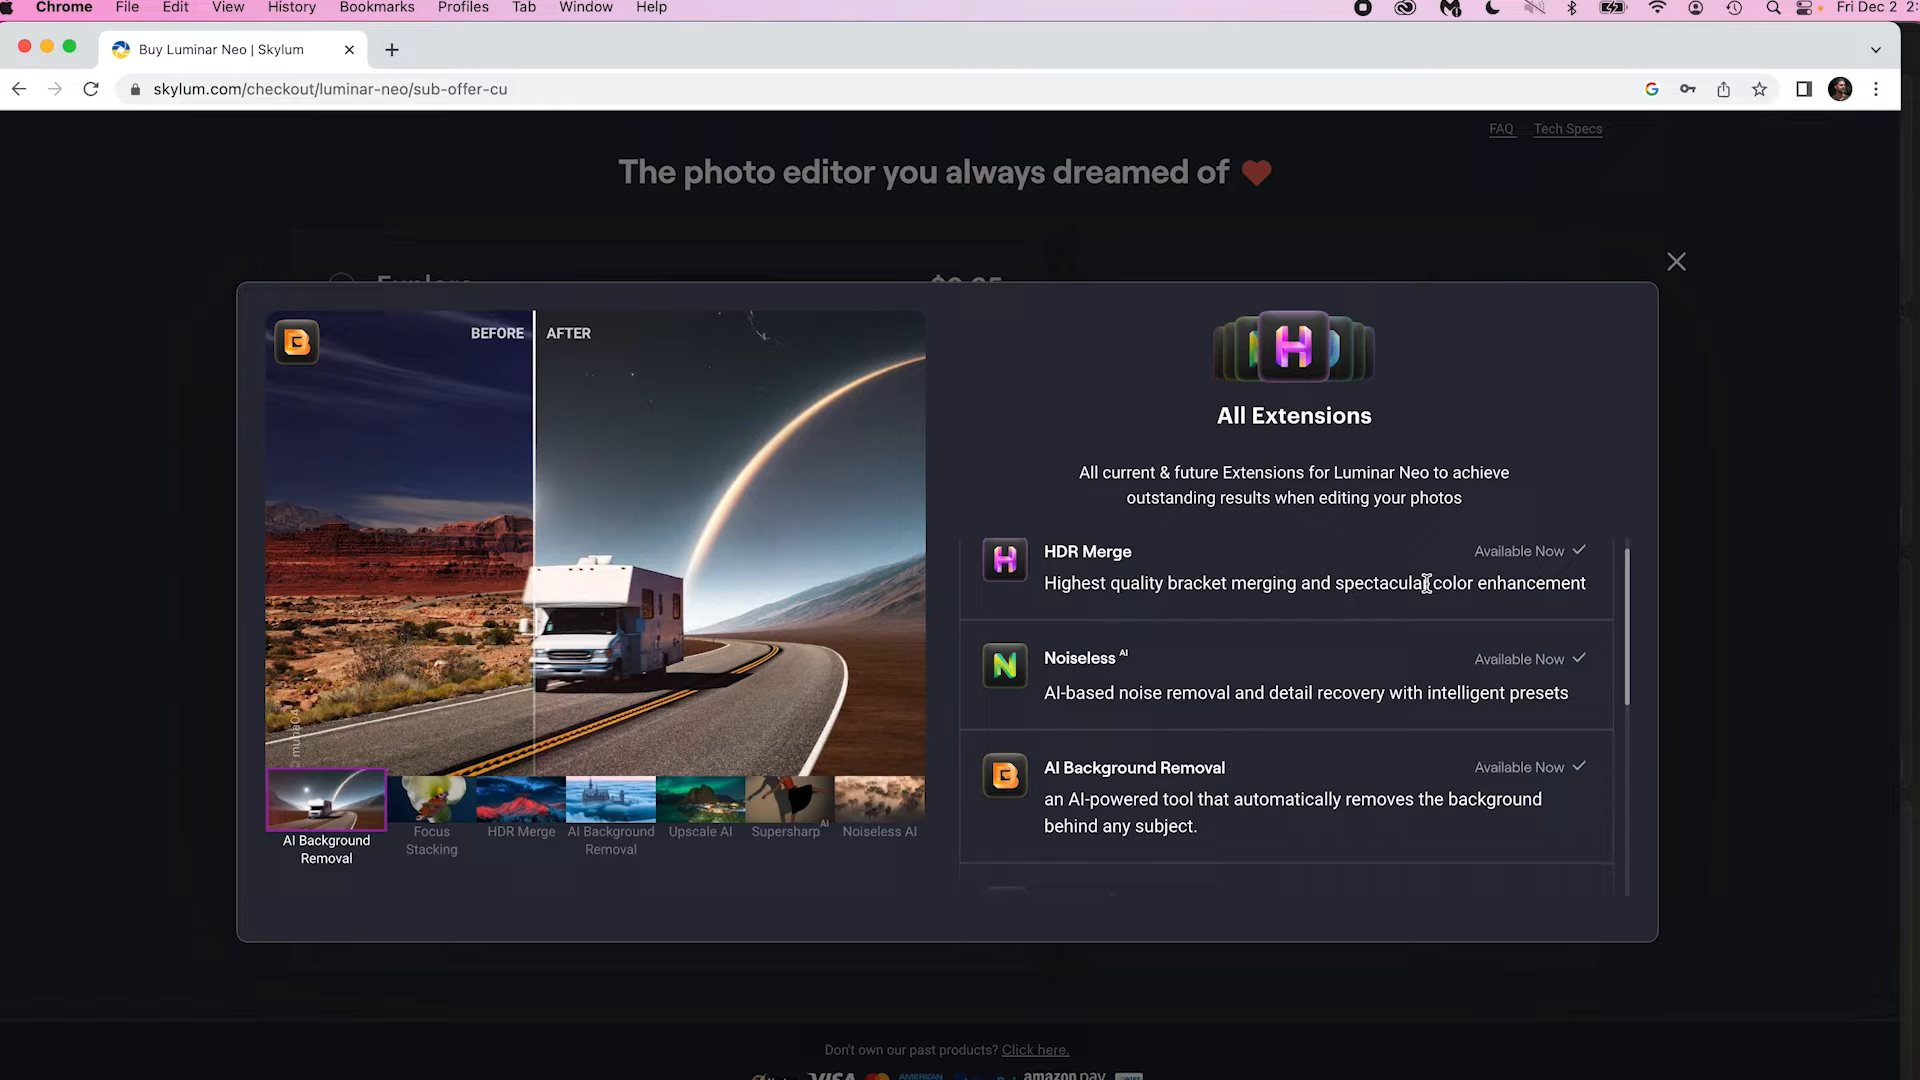 Chrome File Edit View History Bookmarks Profiles Tab Window Help
Fri Dec 2 2:
Buy Luminar Neo | Skylum
skylum.com/checkout/luminar-neo/sub-offer-cu
FAQ Tech Specs
The photo editor you always dreamed of
BEFORE AFTER
All Extensions
All current & future Extensions for Luminar Neo to achieve
outstanding results when editing your photos
HDR Merge Available Now
Highest quality bracket merging and spectacular color enhancement
Noiseless AI Available Now
AI-based noise removal and detail recovery with intelligent presets
AI Background Removal Available Now
an AI-powered tool that automatically removes the background
behind any subject.
AI Background
Removal
Focus
Stacking
HDR Merge
AI Background
Removal
Upscale AI
Supersharp AI
Noiseless AI
Don't own our past products? Click here.
VISA AMERICAN amazon pay